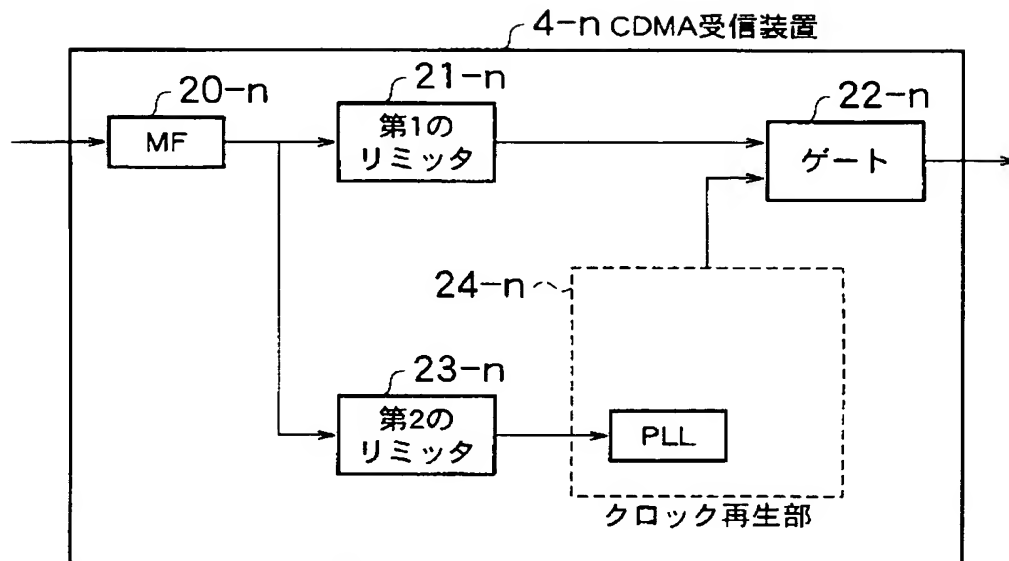 4-n CDMA受信装置
20-n
MF
21-n
第1の
リミッタ
22-n
ゲート
24-n
23-n
第2の
リミッタ
PLL
クロック再生部